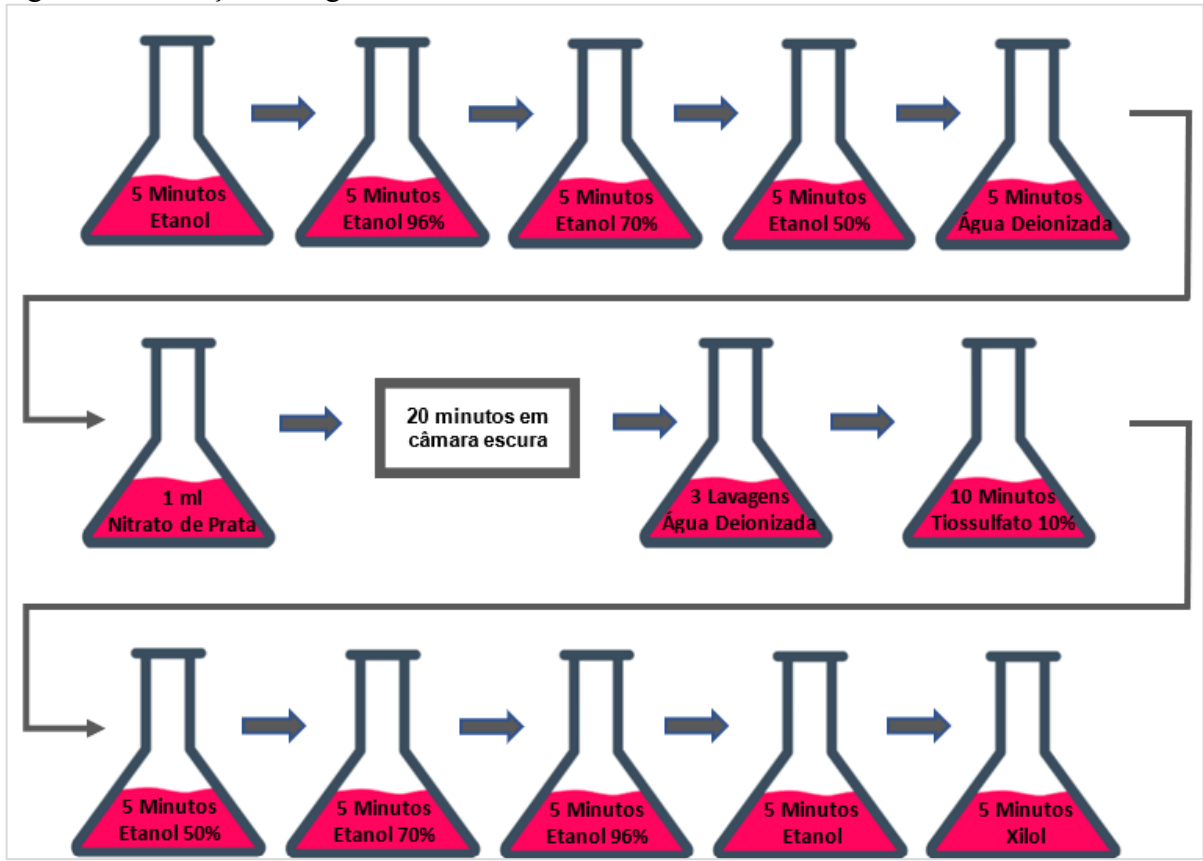 5 Minutos
Etanol
5 Minutos
Etanol 96%
5 Minutos
Etanol 70%
5 Minutos
Etanol 50%
5 Minutos
Água Deionizada
1 ml
Nitrato de Prata
20 minutos em
câmara escura
3 Lavagens
Água Deionizada
10 Minutos
Tiossulfato 10%
5 Minutos
Etanol 50%
5 Minutos
Etanol 70%
5 Minutos
Etanol 96%
5 Minutos
Etanol
5 Minutos
Xilol